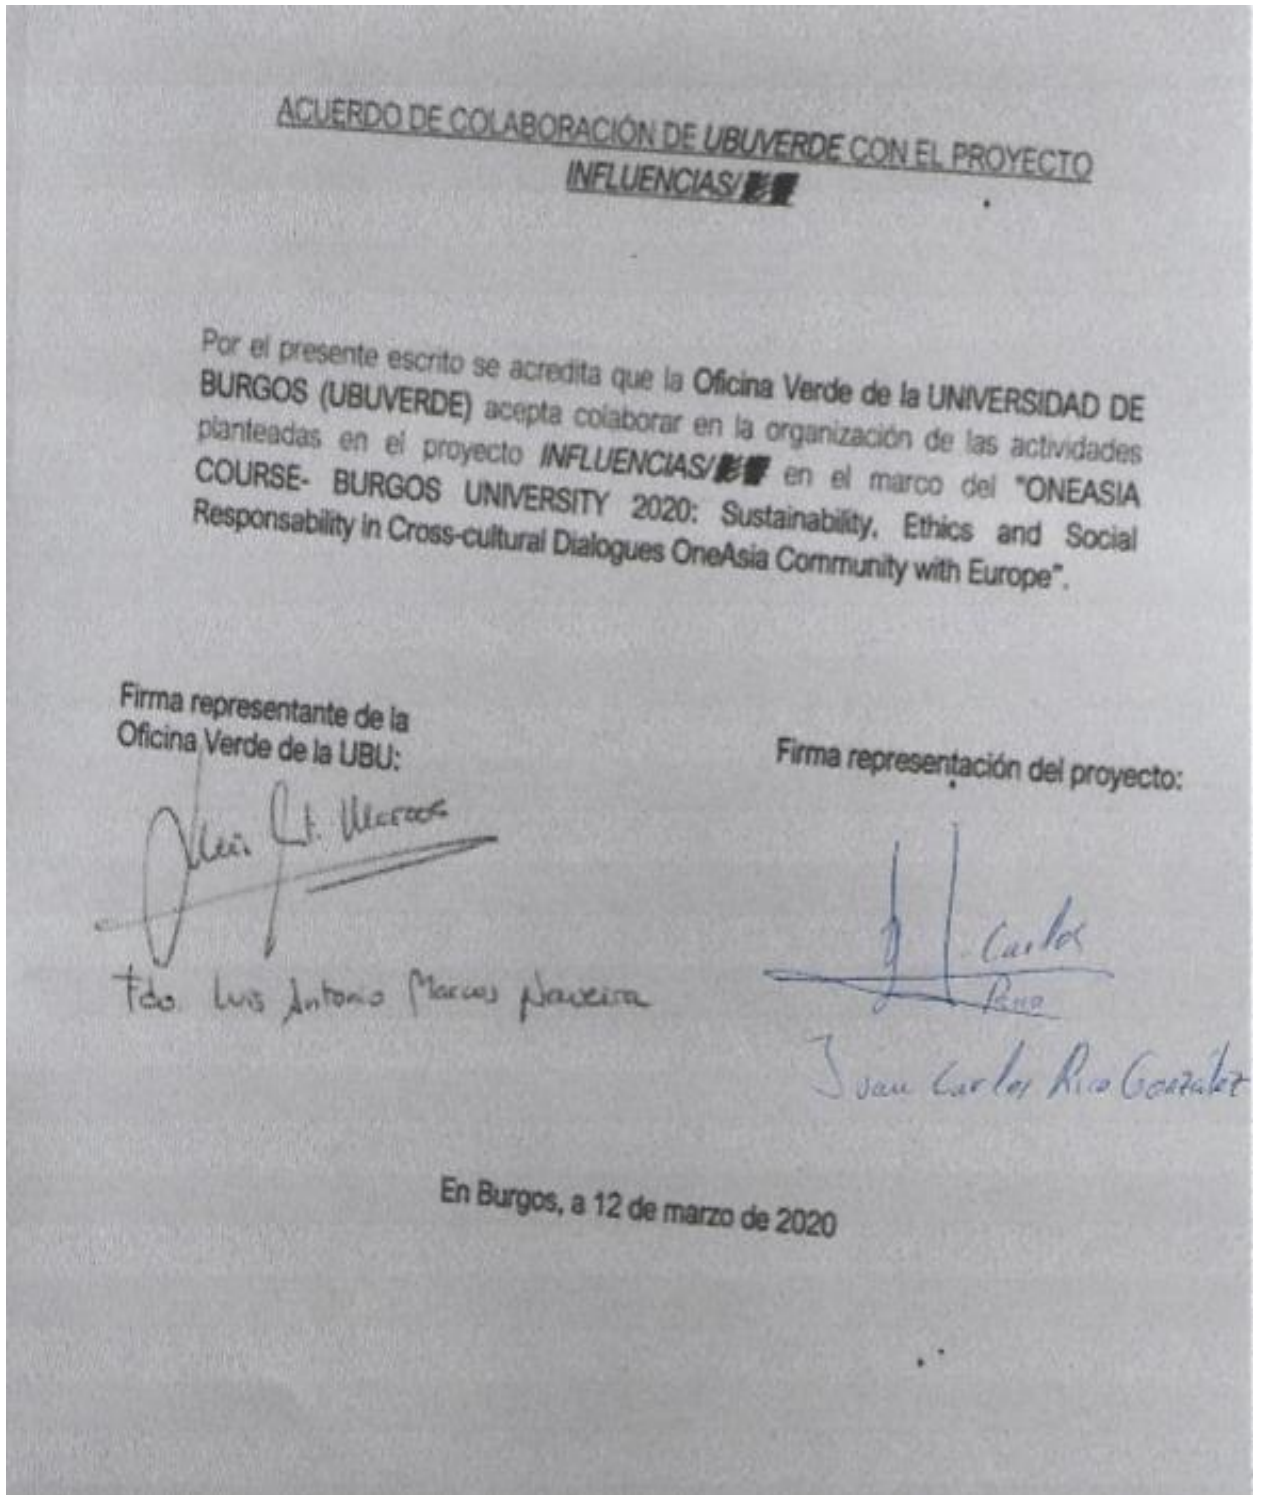 ACUERDO DE COLABORACIÓN DE UBUVERDE CON EL PROYECTO
INFLUENCIAS/影響
Por el presente escrito se acredita que la Oficina Verde de la UNIVERSIDAD DE
BURGOS (UBUVERDE) acepta colaborar en la organización de las actividades
planteadas en el proyecto INFLUENCIAS/影響 en el marco del "ONEASIA
COURSE- BURGOS UNIVERSITY 2020: Sustainability, Ethics and Social
Responsability in Cross-cultural Dialogues OneAsia Community with Europe".
Firma representante de la
Oficina Verde de la UBU:
Luis Ant. Marcos
Fdo. Luis Antonio Marcos Naveira
Firma representación del proyecto:
J. Carlos
Juan Carlos Rico González
En Burgos, a 12 de marzo de 2020